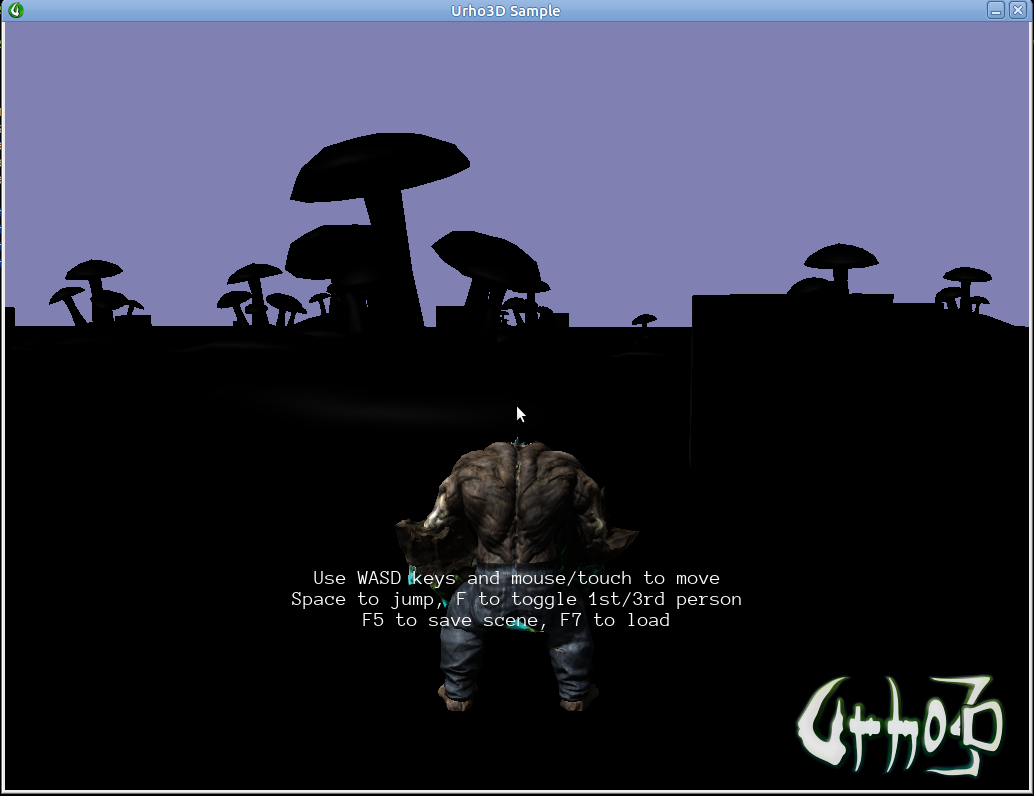 Urho3D Sample
Use WASD keys and mouse/touch to move
Space to jump, F to toggle 1st/3rd person
F5 to save scene, F7 to load
Urho3D